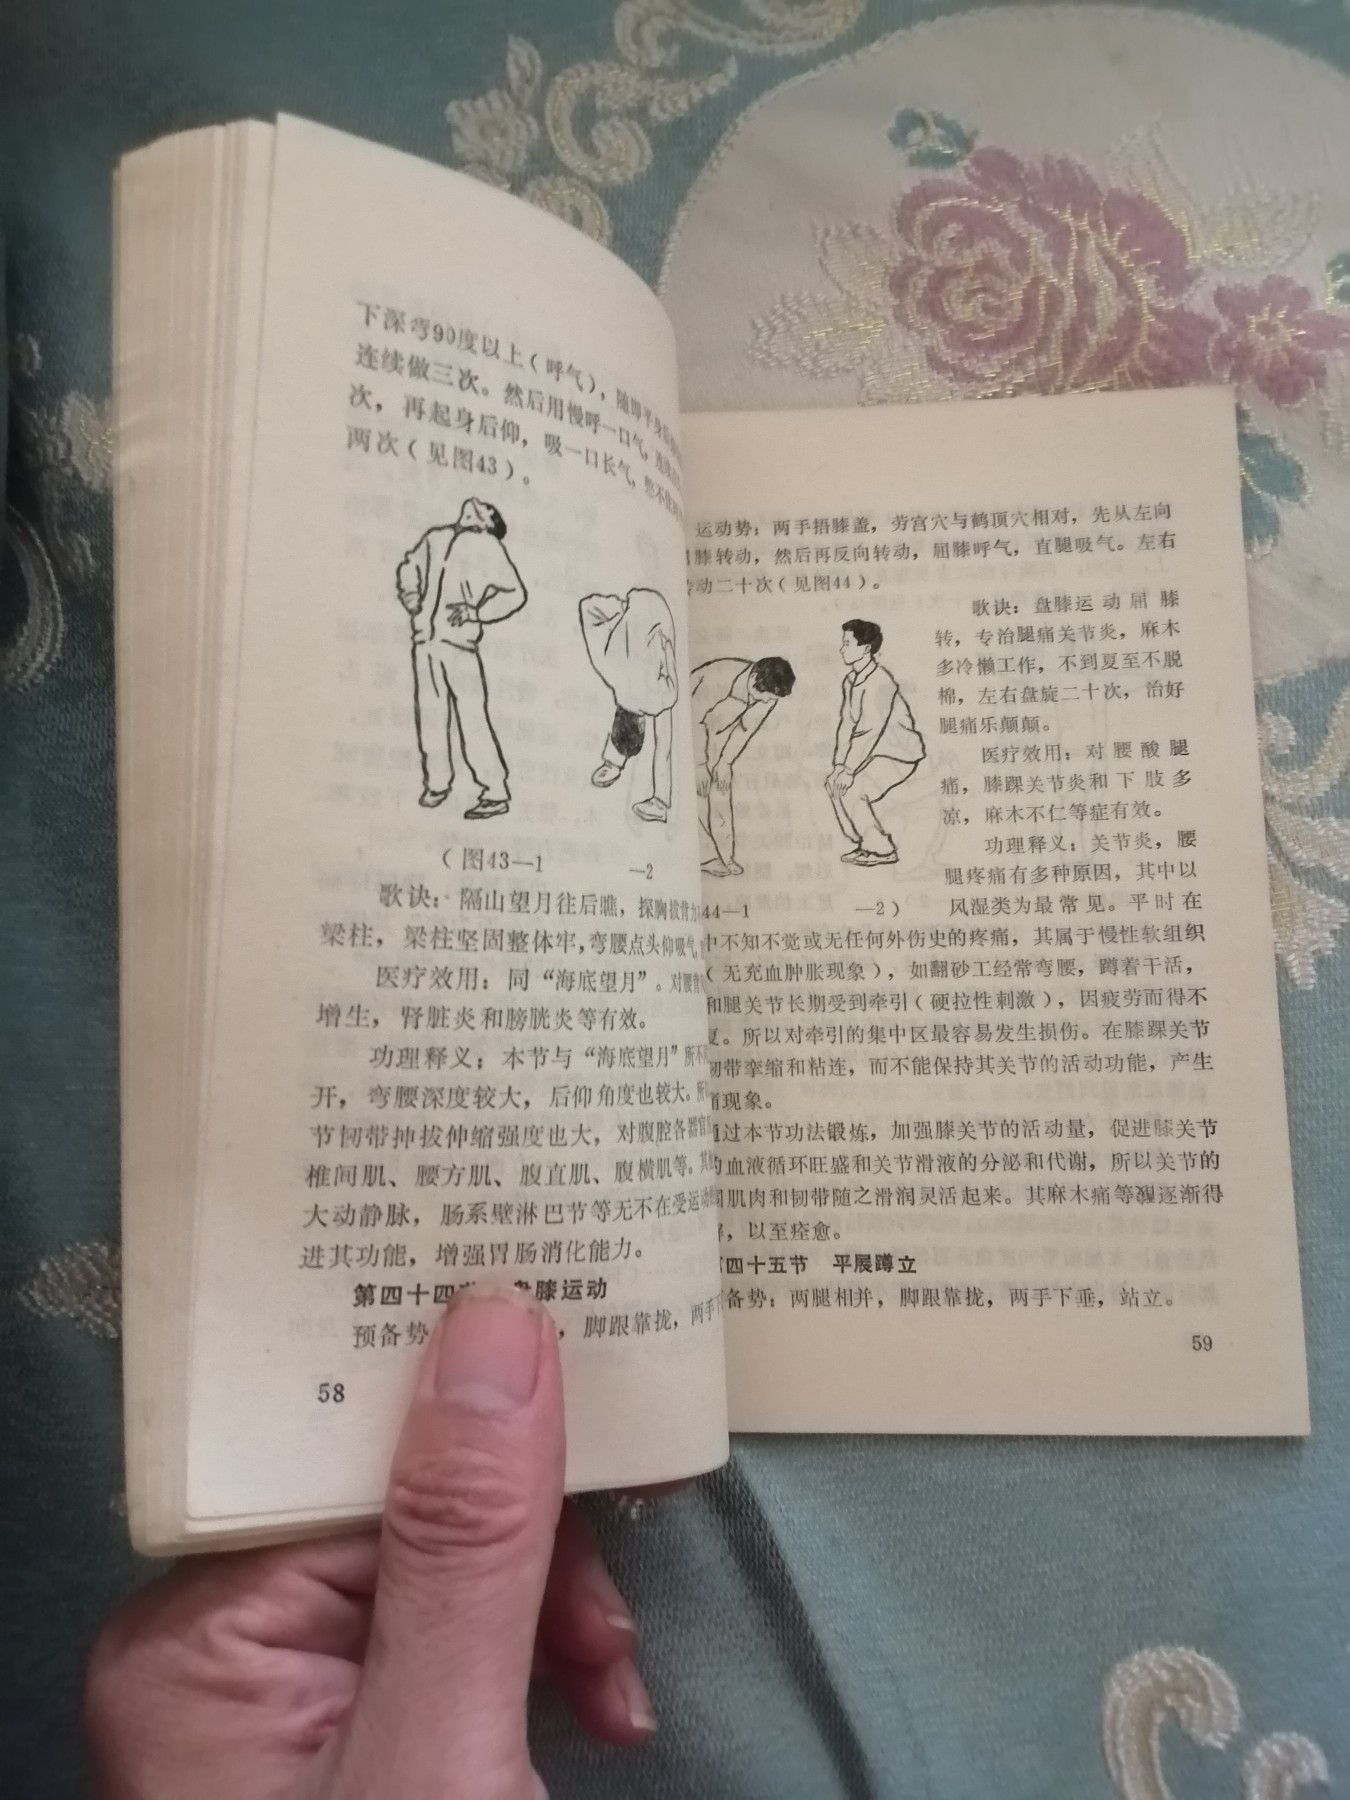 下深弯90度以上（呼气），随即平身
连续做三次。然后用慢呼一口气，连续
次，再起身后仰，吸一口长气，憋不住
两次（见图43）。
（图43—1 —2
歌诀：隔山望月往后瞧，探胸拔背力
梁柱，梁柱坚固整体牢，弯腰点头仰吸气，
医疗效用：同“海底望月”。对腰
增生，肾脏炎和膀胱炎等有效。
功理释义；本节与“海底望月”所不
开，弯腰深度较大，后仰角度也较大。所
节韧带抻拔伸缩强度也大，对腹腔各器官
椎间肌、腰方肌、腹直肌、腹横肌等。其
大动静脉，肠系壁淋巴节等无不在受运动
进其功能，增强胃肠消化能力。
第四十四 盘膝运动
预备势 ，脚跟靠拢，两手
58
运动势：两手捂膝盖，劳宫穴与鹤顶穴相对，先从左向
膝转动，然后再反向转动，屈膝呼气，直腿吸气。左右
动二十次（见图44）。
歌诀：盘膝运动屈膝
转，专治腿痛关节炎，麻木
多冷懒工作，不到夏至不脱
棉，左右盘旋二十次，治好
腿痛乐颠颠。
医疗效用：对腰酸腿
痛，膝踝关节炎和下肢多
凉，麻木不仁等症有效。
功理释义：关节炎，腰
腿疼痛有多种原因，其中以
44—1 —2） 风湿类为最常见。平时在
中不知不觉或无任何外伤史的疼痛，其属于慢性软组织
（无充血肿胀现象），如翻砂工经常弯腰，蹲着干活，
和腿关节长期受到牵引（硬拉性刺激），因疲劳而得不
复。所以对牵引的集中区最容易发生损伤。在膝踝关节
韧带挛缩和粘连，而不能保持其关节的活动功能，产生
痛现象。
通过本节功法锻炼，加强膝关节的活动量，促进膝关节
的血液循环旺盛和关节滑液的分泌和代谢，所以关节的
肌肉和韧带随之滑润灵活起来。其麻木痛等逐渐得
，以至痊愈。
四十五节 平展蹲立
备势：两腿相并，脚跟靠拢，两手下垂，站立。
59